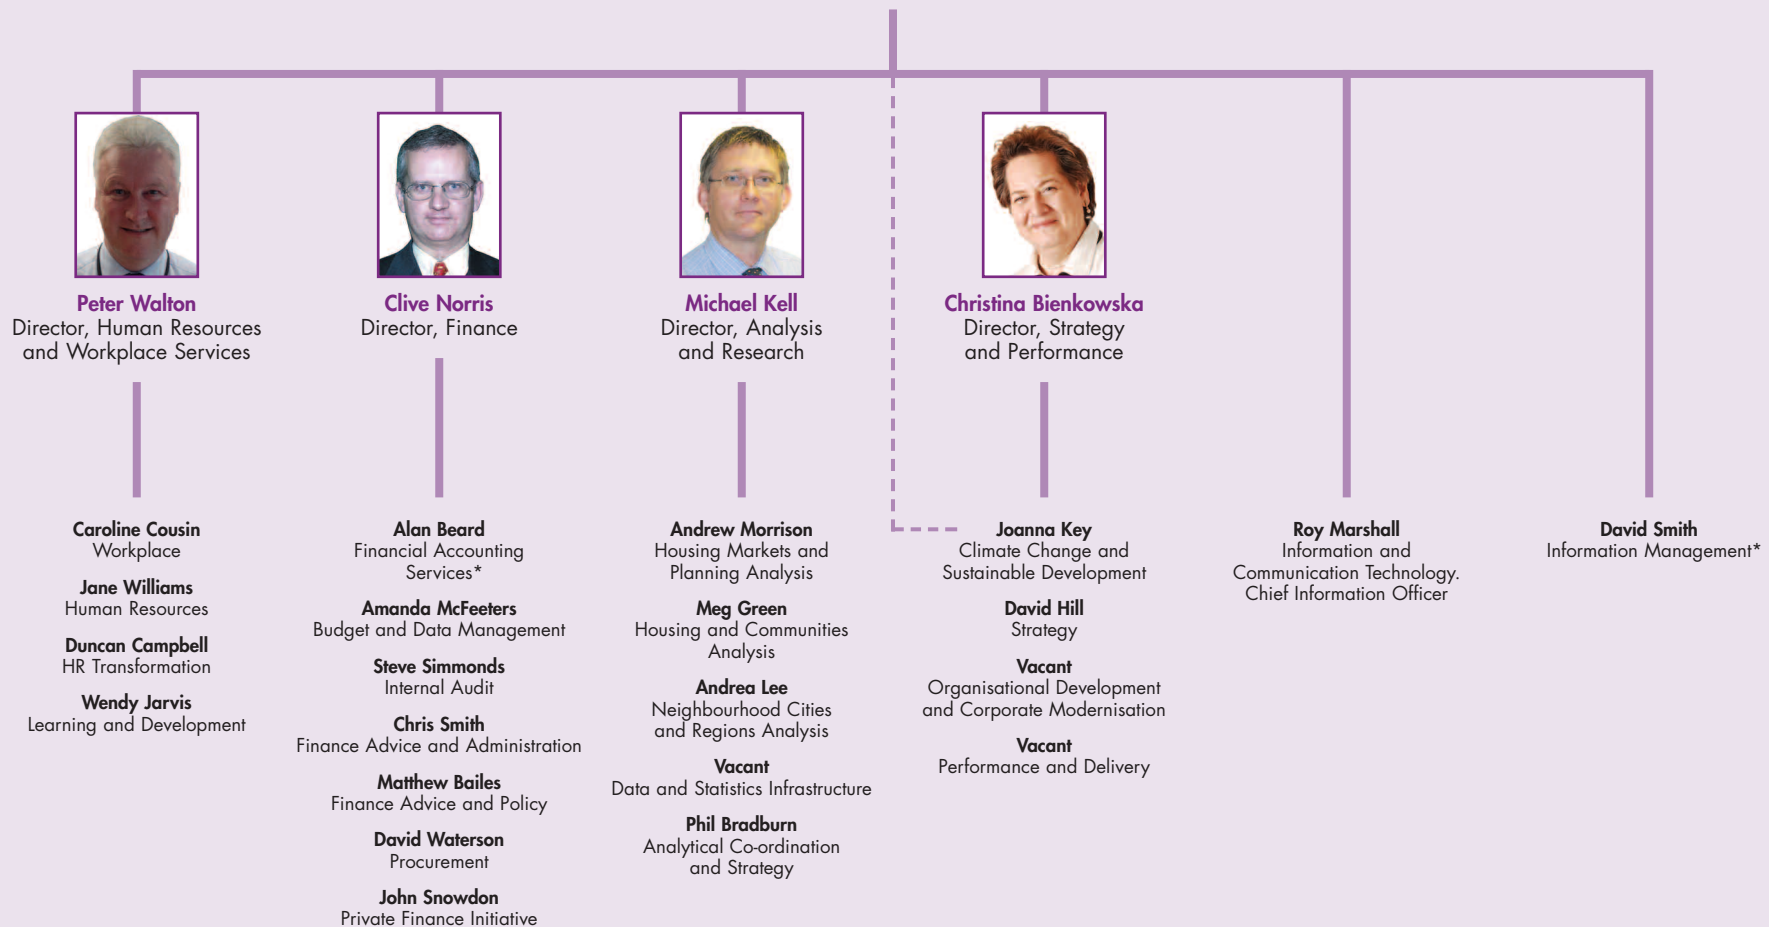 Peter Walton
Director, Human Resources
and Workplace Services
Caroline Cousin
Workplace
Jane Williams
Human Resources
Duncan Campbell
HR Transformation
Wendy Jarvis
Learning and Development
Clive Norris
Director, Finance
Alan Beard
Financial Accounting
Services*
Amanda McFeeters
Budget and Data Management
Steve Simmonds
Internal Audit
Chris Smith
Finance Advice and Administration
Matthew Bailes
Finance Advice and Policy
David Waterson
Procurement
John Snowdon
Private Finance Initiative
Michael Kell
Director, Analysis
and Research
Andrew Morrison
Housing Markets and
Planning Analysis
Meg Green
Housing and Communities
Analysis
Andrea Lee
Neighbourhood Cities
and Regions Analysis
Vacant
Data and Statistics Infrastructure
Phil Bradburn
Analytical Co-ordination
and Strategy
Christina Bienkowska
Director, Strategy
and Performance
Joanna Key
Climate Change and
Sustainable Development
David Hill
Strategy
Vacant
Organisational Development
and Corporate Modernisation
Vacant
Performance and Delivery
Roy Marshall
Information and
Communication Technology.
Chief Information Officer
David Smith
Information Management*